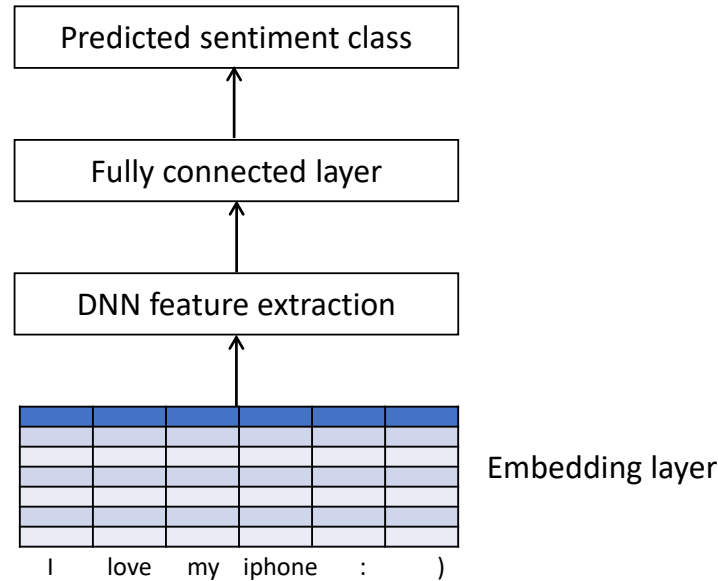 Predicted sentiment class
Fully connected layer
DNN feature extraction
Embedding layer
I love my iphone : )